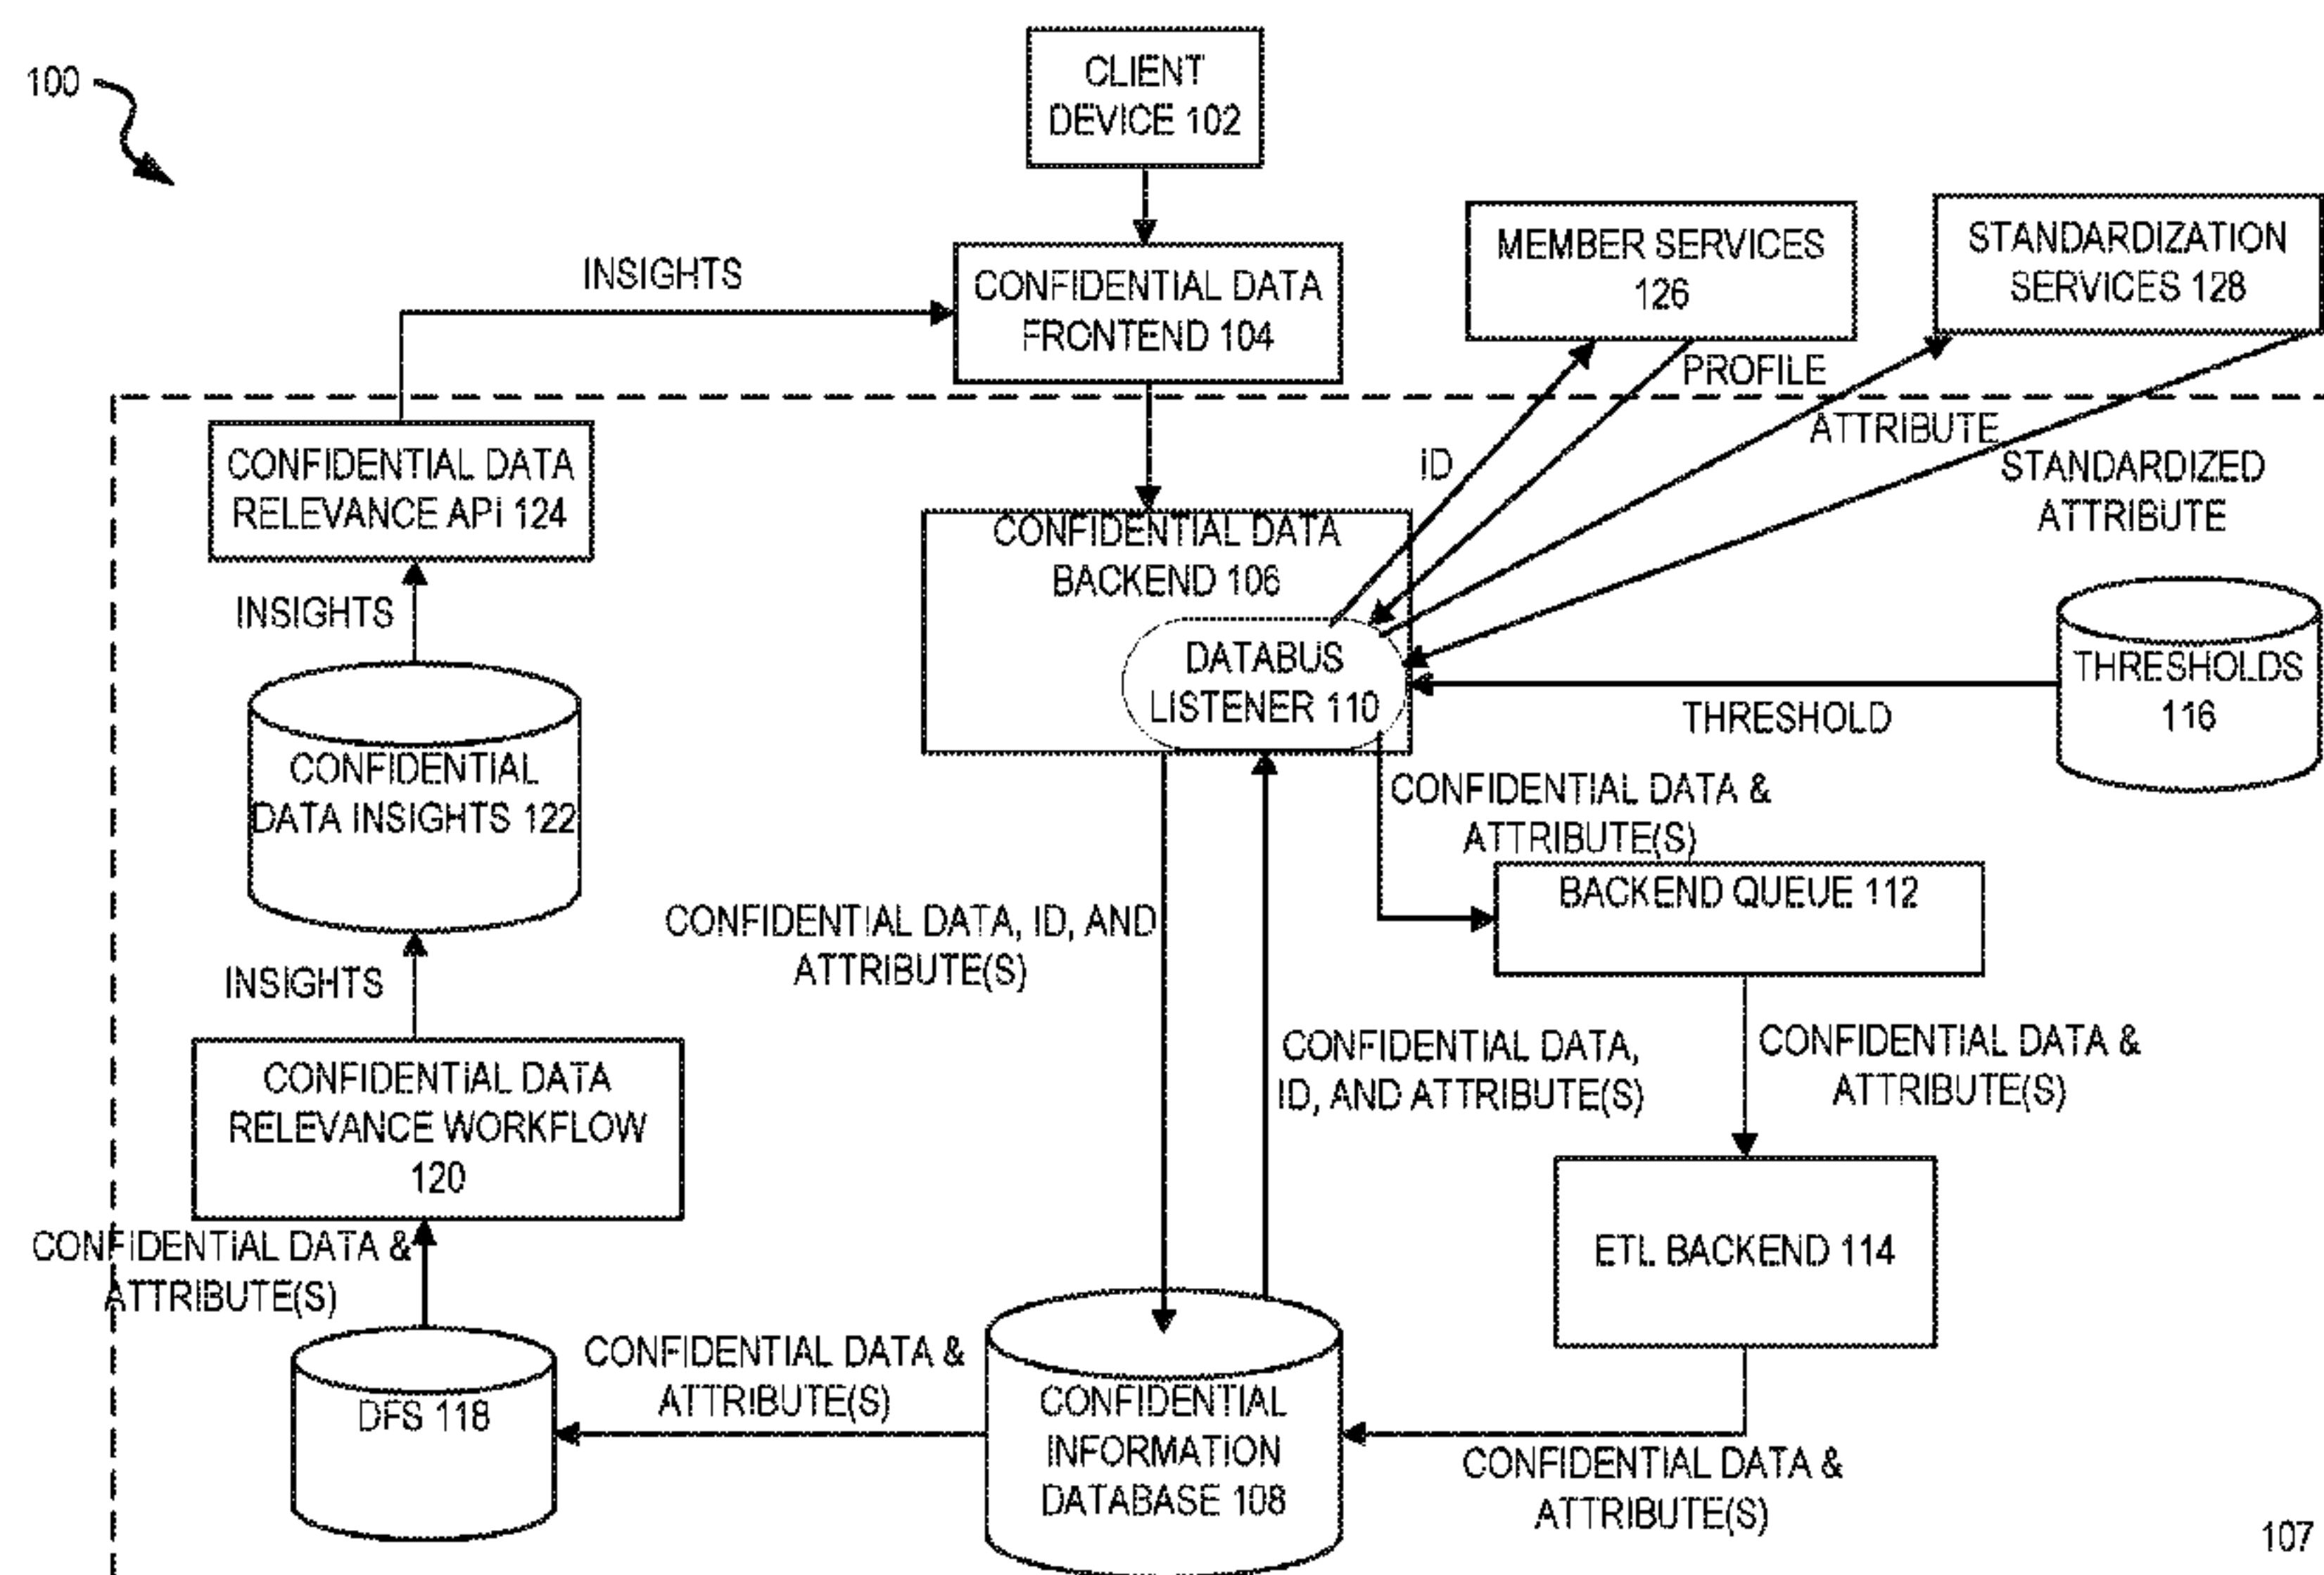 100
CLIENT
DEVICE 102
INSIGHTS
CONFIDENTIAL DATA
FRONTEND 104
MEMBER SERVICES
126
STANDARDIZATION
SERVICES 128
PROFILE
ATTRIBUTE
ID
STANDARDIZED
ATTRIBUTE
CONFIDENTIAL DATA
RELEVANCE API 124
CONFIDENTIAL DATA
BACKEND 106
DATABUS
LISTENER 110
THRESHOLDS
116
THRESHOLD
INSIGHTS
CONFIDENTIAL
DATA INSIGHTS 122
CONFIDENTIAL DATA &
ATTRIBUTE(S)
BACKEND QUEUE 112
CONFIDENTIAL DATA, ID, AND
ATTRIBUTE(S)
INSIGHTS
CONFIDENTIAL DATA,
ID, AND ATTRIBUTE(S)
CONFIDENTIAL DATA &
ATTRIBUTE(S)
CONFIDENTIAL DATA
RELEVANCE WORKFLOW
120
ETL BACKEND 114
CONFIDENTIAL DATA &
ATTRIBUTE(S)
DFS 118
CONFIDENTIAL DATA &
ATTRIBUTE(S)
CONFIDENTIAL
INFORMATION
DATABASE 108
CONFIDENTIAL DATA &
ATTRIBUTE(S)
107